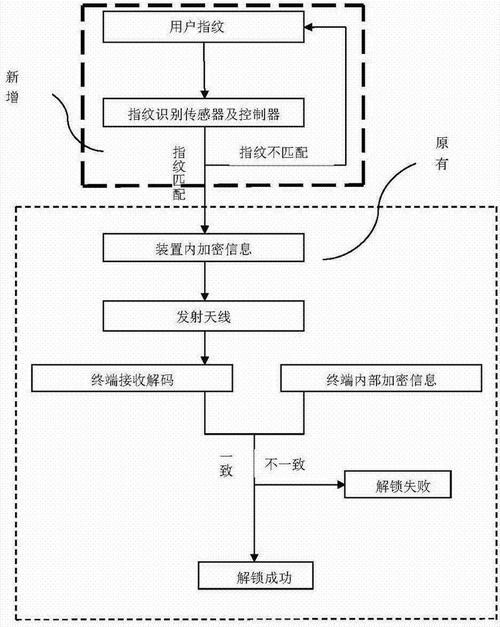 用户指纹
新增
指纹识别传感器及控制器
指纹匹配
指纹不匹配
原有
装置内加密信息
发射天线
终端接收解码
终端内部加密信息
一致
不一致
解锁失败
解锁成功